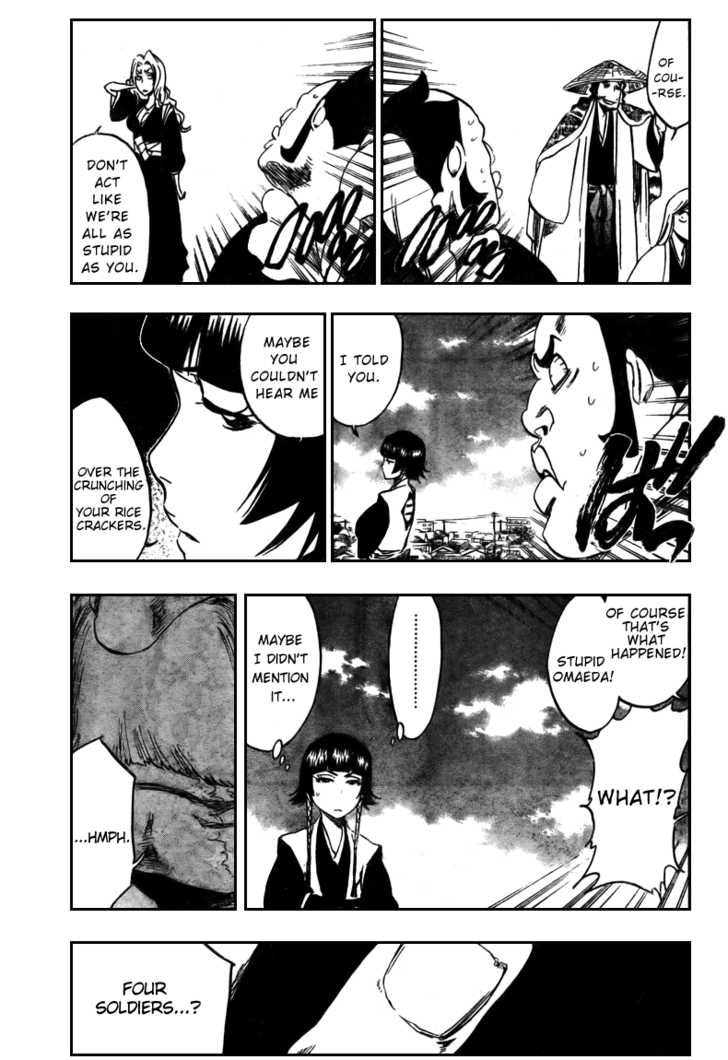 OF
COU-
-RSE.
DON'T
ACT
LIKE
WE'RE
ALL AS
STUPID
AS YOU.
I TOLD
YOU.
ばっ
MAYBE
YOU
COULDN'T
HEAR ME
OVER THE
CRUNCHING
OF
YOUR RICE
CRACKERS.
OF COURSE
THAT'S
WHAT
HAPPENED!
STUPID
OMAEDA!
WHAT!?
...........
MAYBE
I DIDN'T
MENTION
IT...
...HMPH.
FOUR
SOLDIERS...?